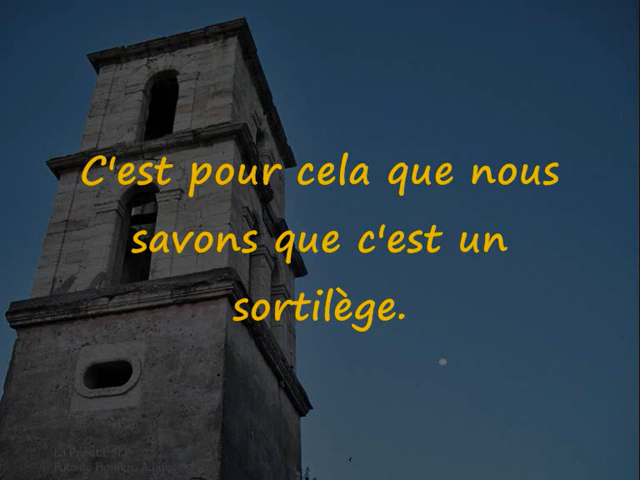 C'est pour cela que nous
savons que c'est un
sortilège.